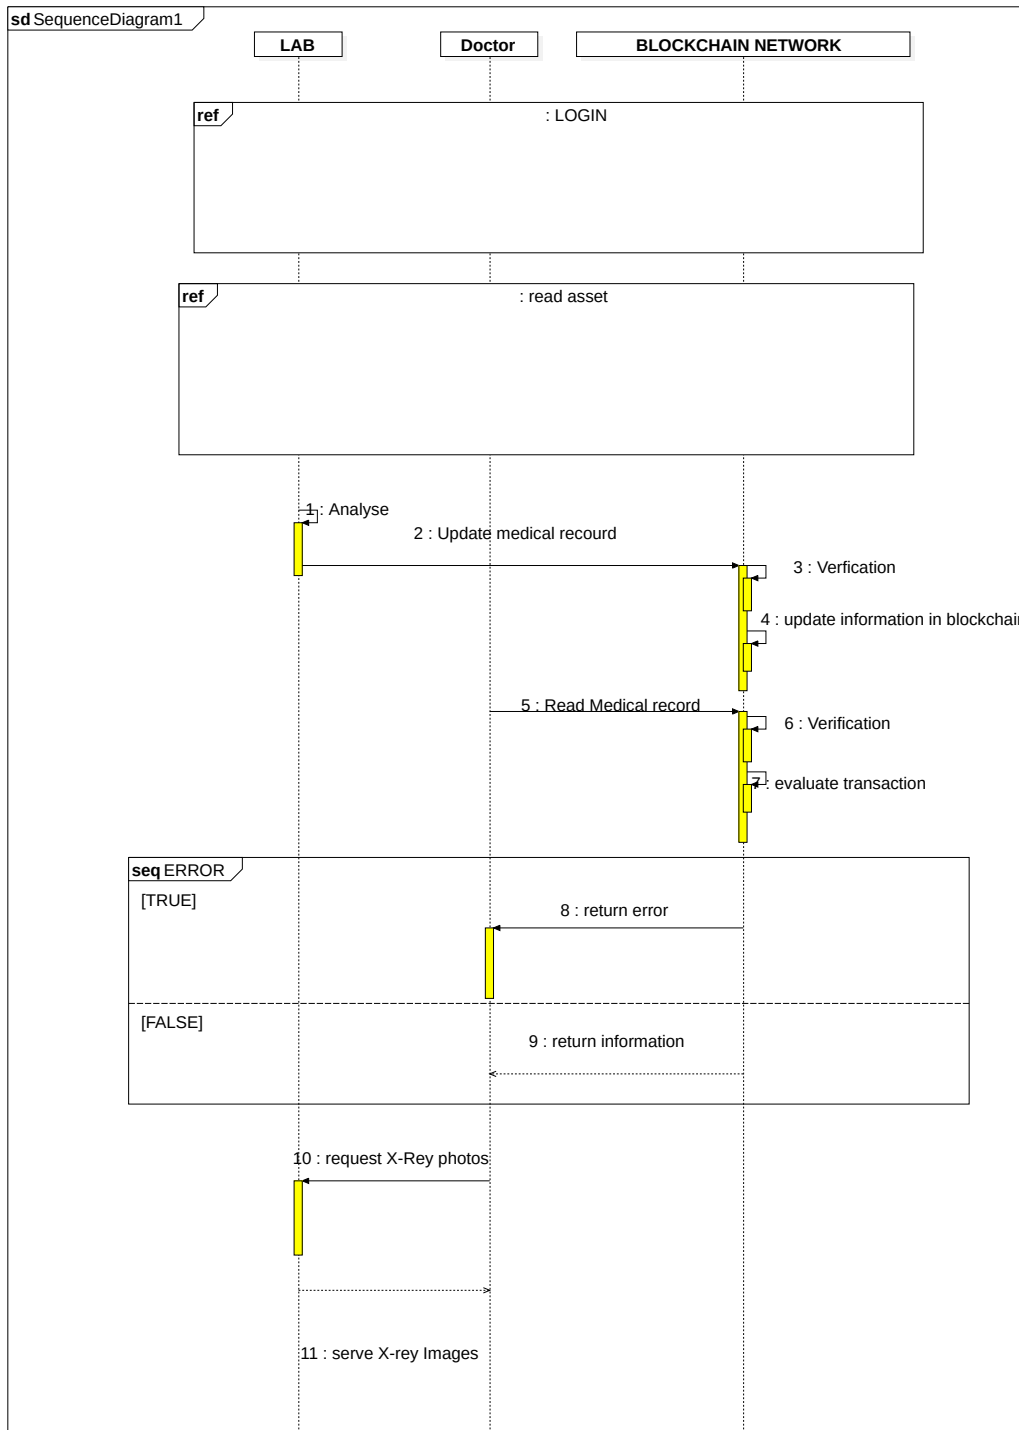 sd SequenceDiagram1
LAB
Doctor
BLOCKCHAIN NETWORK
ref
: LOGIN
ref
: read asset
1 : Analyse
2 : Update medical recourd
3 : Verfication
4 : update information in blockchain
5 : Read Medical record
6 : Verification
7 : evaluate transaction
seq ERROR
[TRUE]
8 : return error
[FALSE]
9 : return information
10 : request X-Rey photos
11 : serve X-rey Images